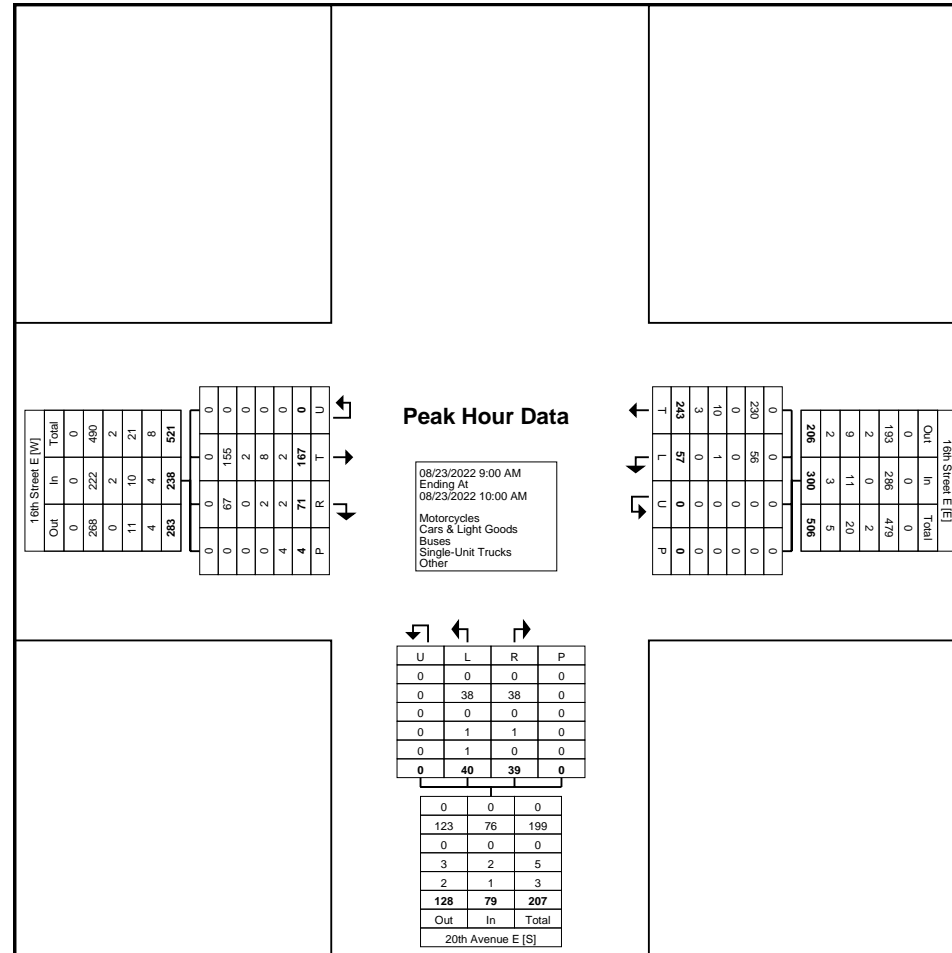 Peak Hour Data
08/23/2022 9:00 AM
Ending At
08/23/2022 10:00 AM
Motorcycles
Cars & Light Goods
Buses
Single-Unit Trucks
Other
16th Street E [W]
Total In Out
0 0 0
490 222 268
2 2 0
21 10 11
8 4 4
521 238 283
0 0 0 0
0 155 67 0
0 2 0 0
0 8 2 0
0 2 2 4
0 167 71 4
U T R P
16th Street E [E]
Out In Total
0 0 0
193 286 479
2 0 2
9 11 20
2 3 5
206 300 506
0 0 0 0
230 56 0 0
0 0 0 0
10 1 0 0
3 0 0 0
243 57 0 0
T L U P
U L R P
0 0 0 0
0 38 38 0
0 0 0 0
0 1 1 0
0 1 0 0
0 40 39 0
0 0 0
123 76 199
0 0 0
3 2 5
2 1 3
128 79 207
Out In Total
20th Avenue E [S]